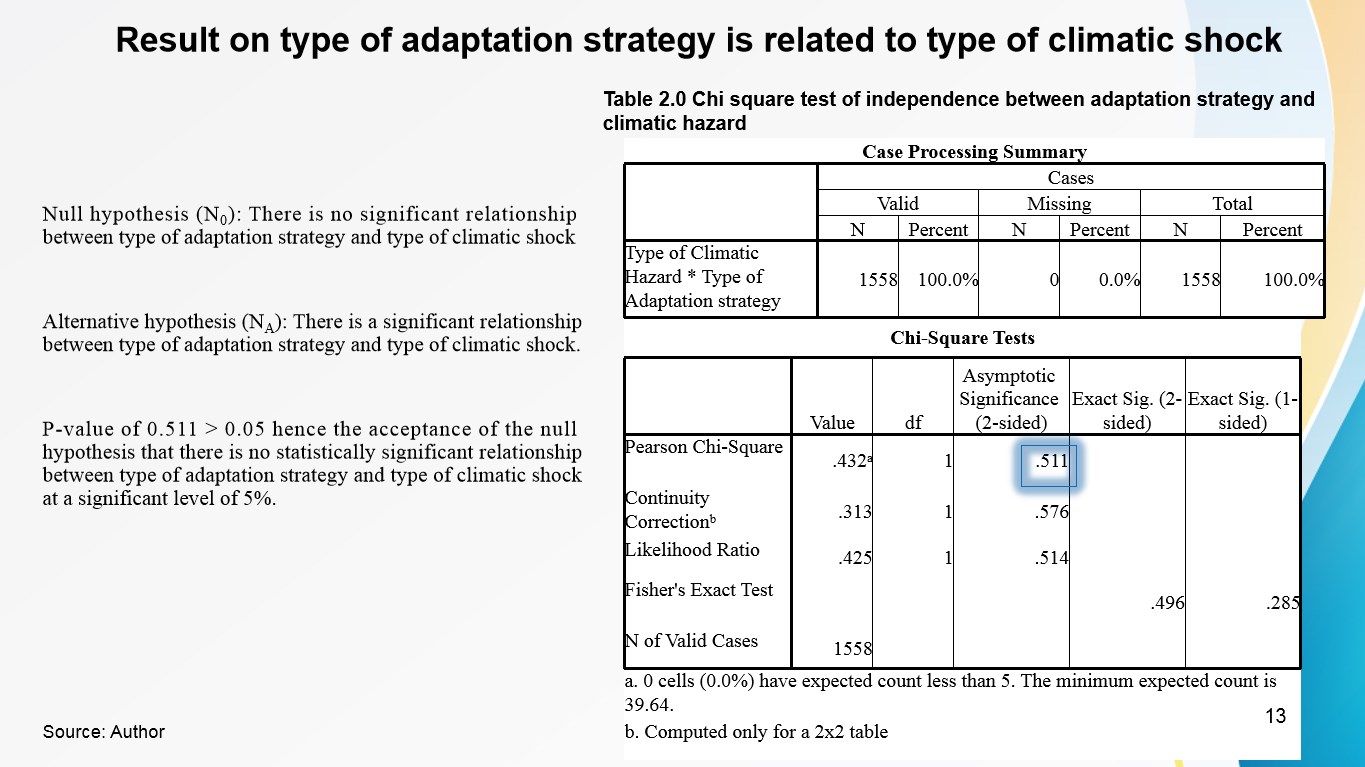 Result on type of adaptation strategy is related to type of climatic shock
Null hypothesis (N0): There is no significant relationship
between type of adaptation strategy and type of climatic shock
Alternative hypothesis (NA): There is a significant relationship
between type of adaptation strategy and type of climatic shock.
P-value of 0.511 > 0.05 hence the acceptance of the null
hypothesis that there is no statistically significant relationship
between type of adaptation strategy and type of climatic shock
at a significant level of 5%.
Source: Author
Table 2.0 Chi square test of independence between adaptation strategy and
climatic hazard
Case Processing Summary
Cases
Valid Missing Total
N Percent N Percent N Percent
Type of Climatic
Hazard * Type of
Adaptation strategy
1558 100.0% 0 0.0% 1558 100.0%
Chi-Square Tests
Asymptotic
Significance Exact Sig. (2- Exact Sig. (1-
Value df (2-sided) sided) sided)
Pearson Chi-Square
.432a 1 .511
Continuity
Correctionb
.313 1 .576
Likelihood Ratio
.425 1 .514
Fisher's Exact Test
.496 .285
N of Valid Cases
1558
a. 0 cells (0.0%) have expected count less than 5. The minimum expected count is
39.64.
b. Computed only for a 2x2 table
13